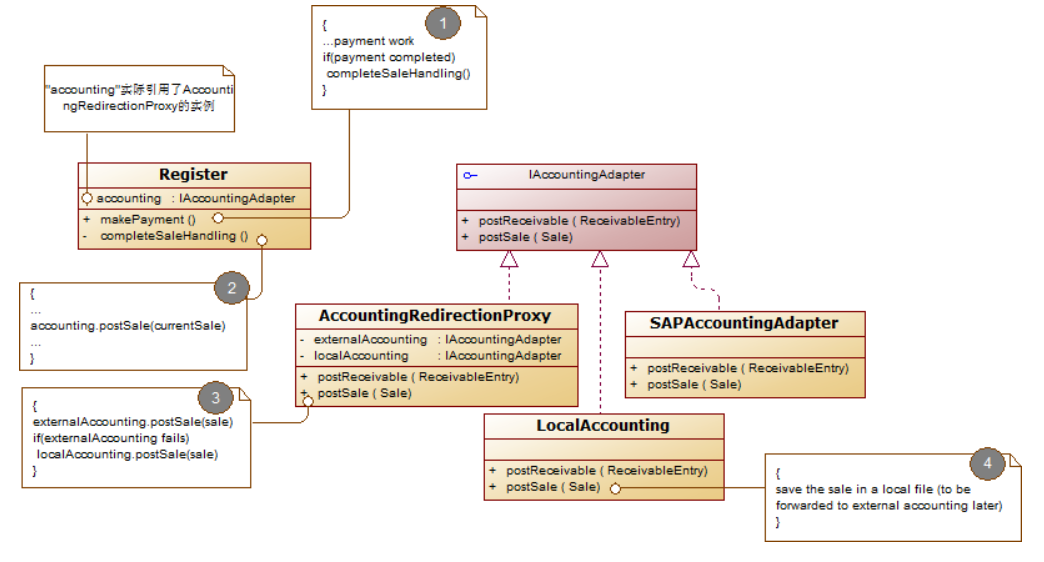 1
{
...payment work
if(payment completed)
completeSaleHandling()
}
"accounting"实际引用了Accounti
ngRedirectionProxy的实例
Register
accounting : IAccountingAdapter
+ makePayment ()
- completeSaleHandling ()
IAccountingAdapter
+ postReceivable ( ReceivableEntry)
+ postSale ( Sale)
2
{
...
accounting.postSale(currentSale)
...
}
AccountingRedirectionProxy
- externalAccounting : IAccountingAdapter
- localAccounting : IAccountingAdapter
+ postReceivable ( ReceivableEntry)
+ postSale ( Sale)
SAPAccountingAdapter
+ postReceivable ( ReceivableEntry)
+ postSale ( Sale)
3
{
externalAccounting.postSale(sale)
if(externalAccounting fails)
localAccounting.postSale(sale)
}
LocalAccounting
+ postReceivable ( ReceivableEntry)
+ postSale ( Sale)
4
{
save the sale in a local file (to be
forwarded to external accounting later)
}